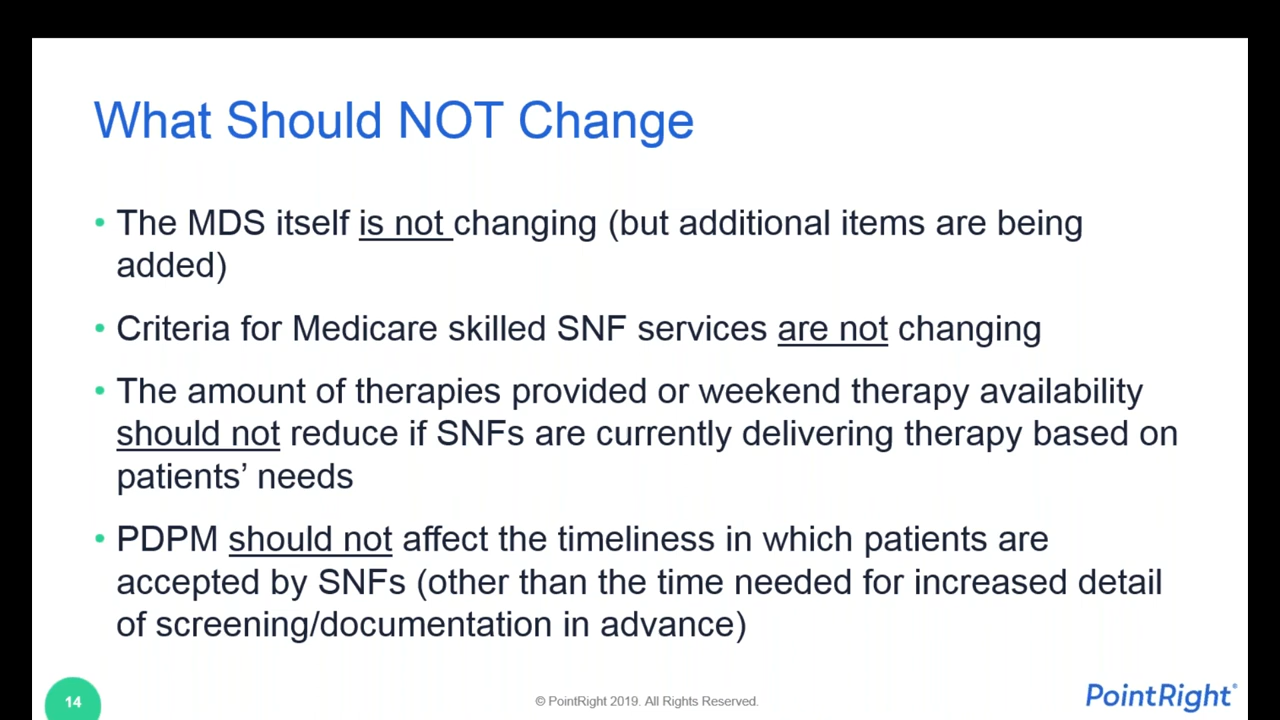 What Should NOT Change
• The MDS itself is not changing (but additional items are being
added)
• Criteria for Medicare skilled SNF services are not changing
• The amount of therapies provided or weekend therapy availability
should not reduce if SNFs are currently delivering therapy based on
patients’ needs
• PDPM should not affect the timeliness in which patients are
accepted by SNFs (other than the time needed for increased detail
of screening/documentation in advance)
14
© PointRight 2019. All Rights Reserved.
PointRight®